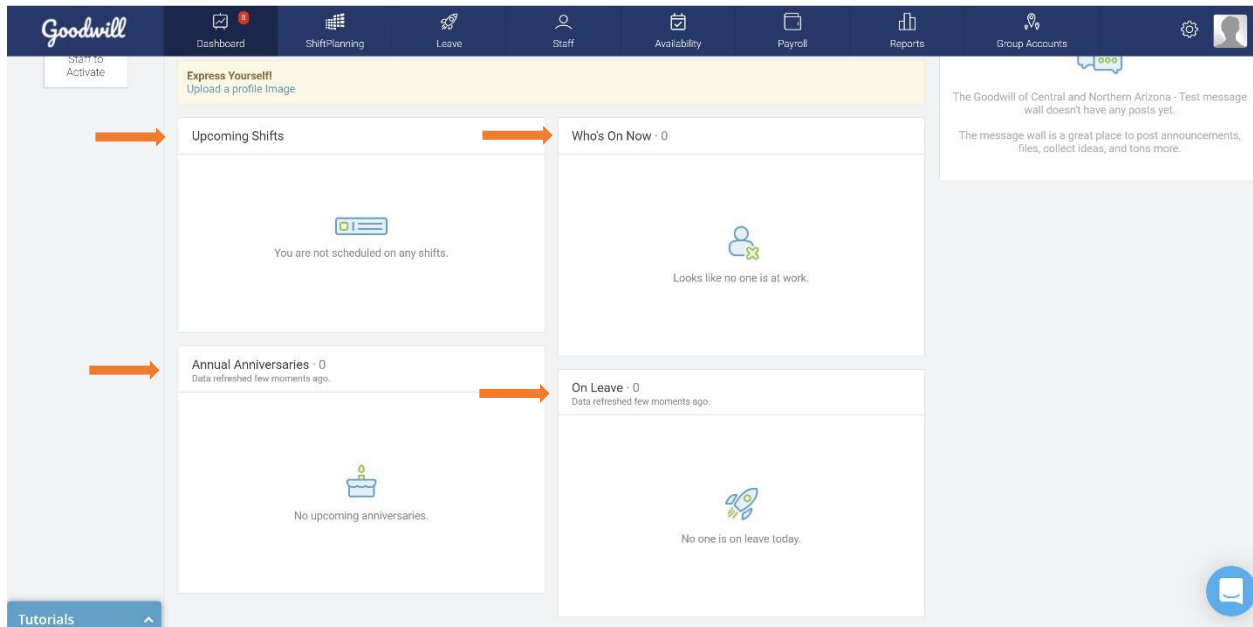 Goodwill
8
Dashboard
ShiftPlanning
Leave
Staff
Availability
Payroll
Reports
Group Accounts
Staff to
Activate
Express Yourself!
Upload a profile Image
Upcoming Shifts
You are not scheduled on any shifts.
Who's On Now · 0
Looks like no one is at work.
Annual Anniversaries · 0
Data refreshed few moments ago.
No upcoming anniversaries.
On Leave · 0
Data refreshed few moments ago.
No one is on leave today.
The Goodwill of Central and Northern Arizona - Test message
wall doesn't have any posts yet.
The message wall is a great place to post announcements,
files, collect ideas, and tons more.
Tutorials